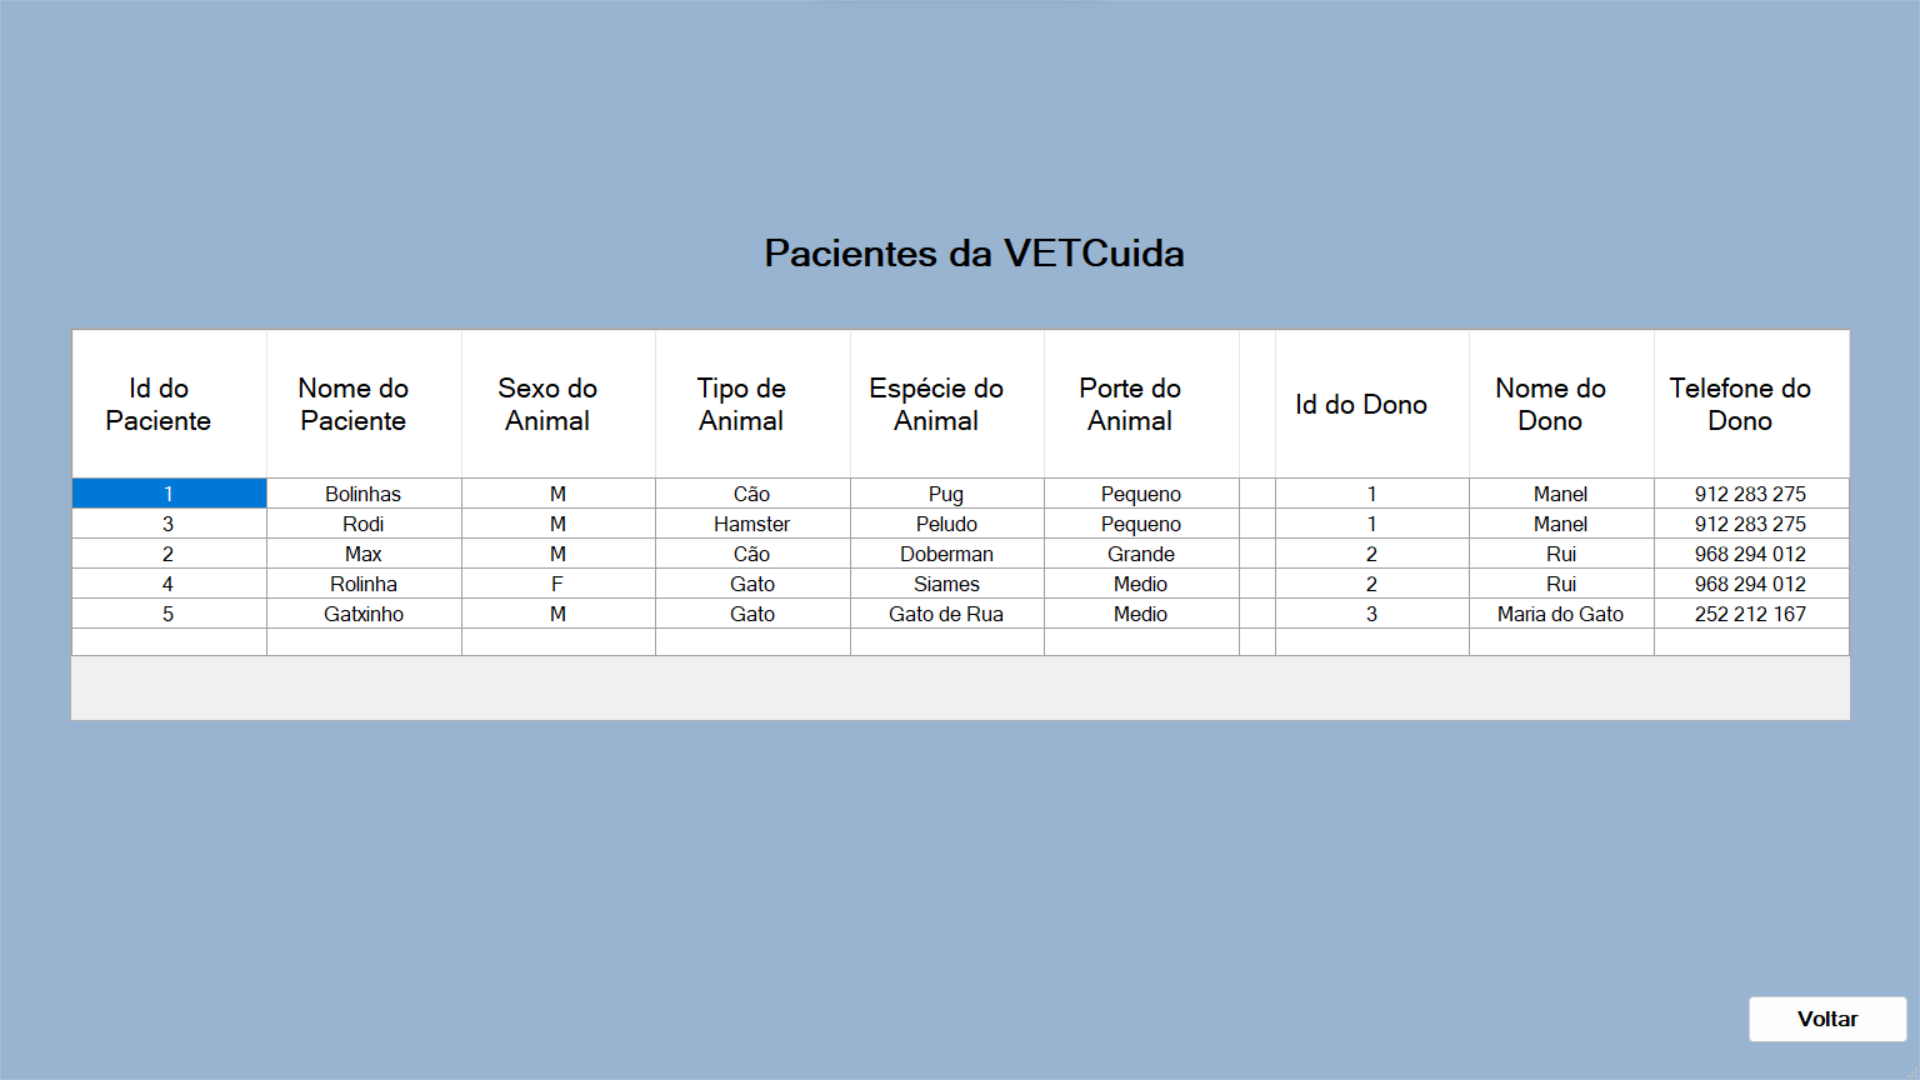 Pacientes da VETCuida
Id do Paciente Nome do Paciente Sexo do Animal Tipo de Animal Espécie do Animal Porte do Animal Id do Dono Nome do Dono Telefone do Dono
1 Bolinhas M Cão Pug Pequeno 1 Manel 912 283 275
3 Rodi M Hamster Peludo Pequeno 1 Manel 912 283 275
2 Max M Cão Doberman Grande 2 Rui 968 294 012
4 Rolinha F Gato Siames Medio 2 Rui 968 294 012
5 Gatxinho M Gato Gato de Rua Medio 3 Maria do Gato 252 212 167
Voltar